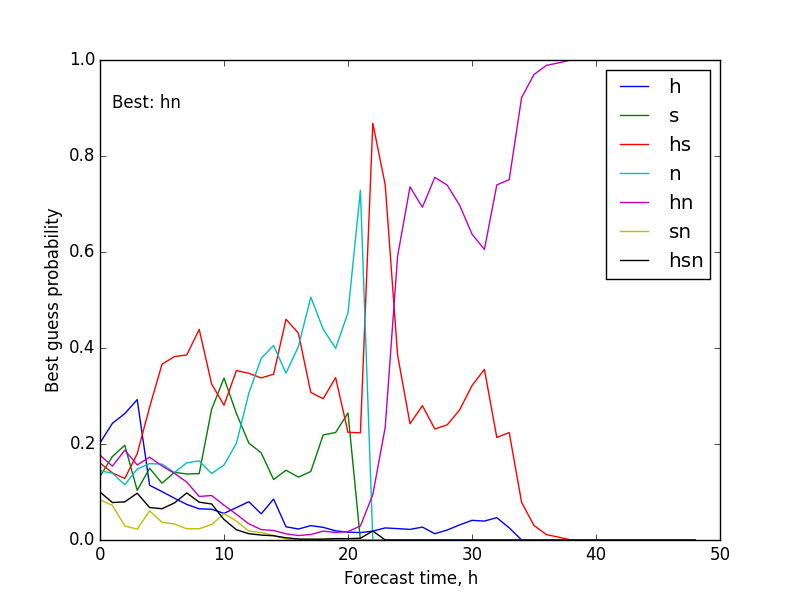 1.0
0.8
0.6
0.4
0.2
0.0
Best guess probability
Best: hn
h
s
hs
n
hn
sn
hsn
0 10 20 30 40 50
Forecast time, h